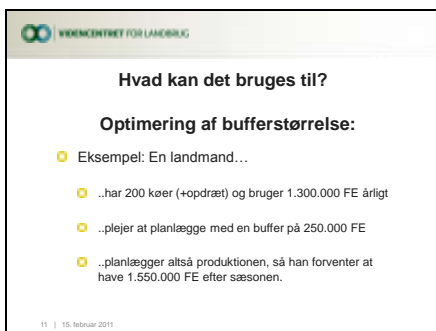 VIDENCENTRET FOR LANDBRUG
Hvad kan det bruges til?
Optimering af bufferstørrelse:
Eksempel: En landmand…
..har 200 køer (+opdræt) og bruger 1.300.000 FE årligt
..plejer at planlægge med en buffer på 250.000 FE
..planlægger altså produktionen, så han forventer at
have 1.550.000 FE efter sæsonen.
11 | 15. februar 2011